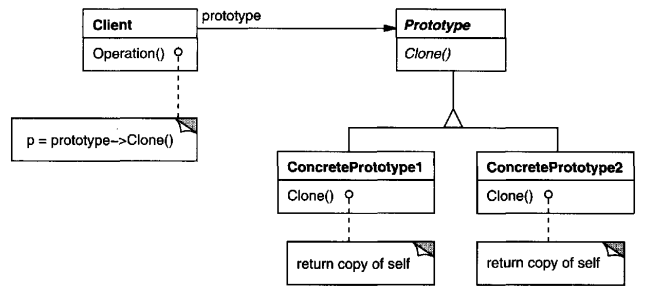 Client
prototype
Prototype
Operation()
Clone()
p = prototype->Clone()
ConcretePrototype1
ConcretePrototype2
Clone()
Clone()
return copy of self
return copy of self